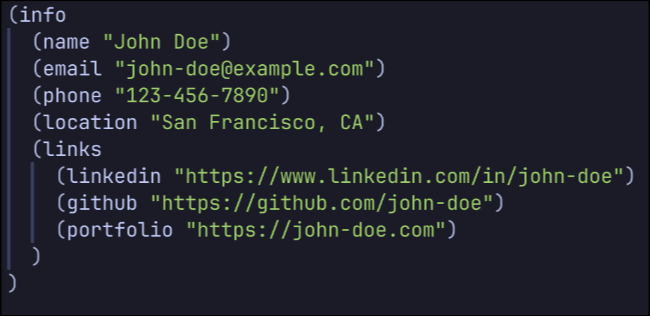 (info
  (name "John Doe")
  (email "john-doe@example.com")
  (phone "123-456-7890")
  (location "San Francisco, CA")
  (links
    (linkedin "https://www.linkedin.com/in/john-doe")
    (github "https://github.com/john-doe")
    (portfolio "https://john-doe.com")
  )
)